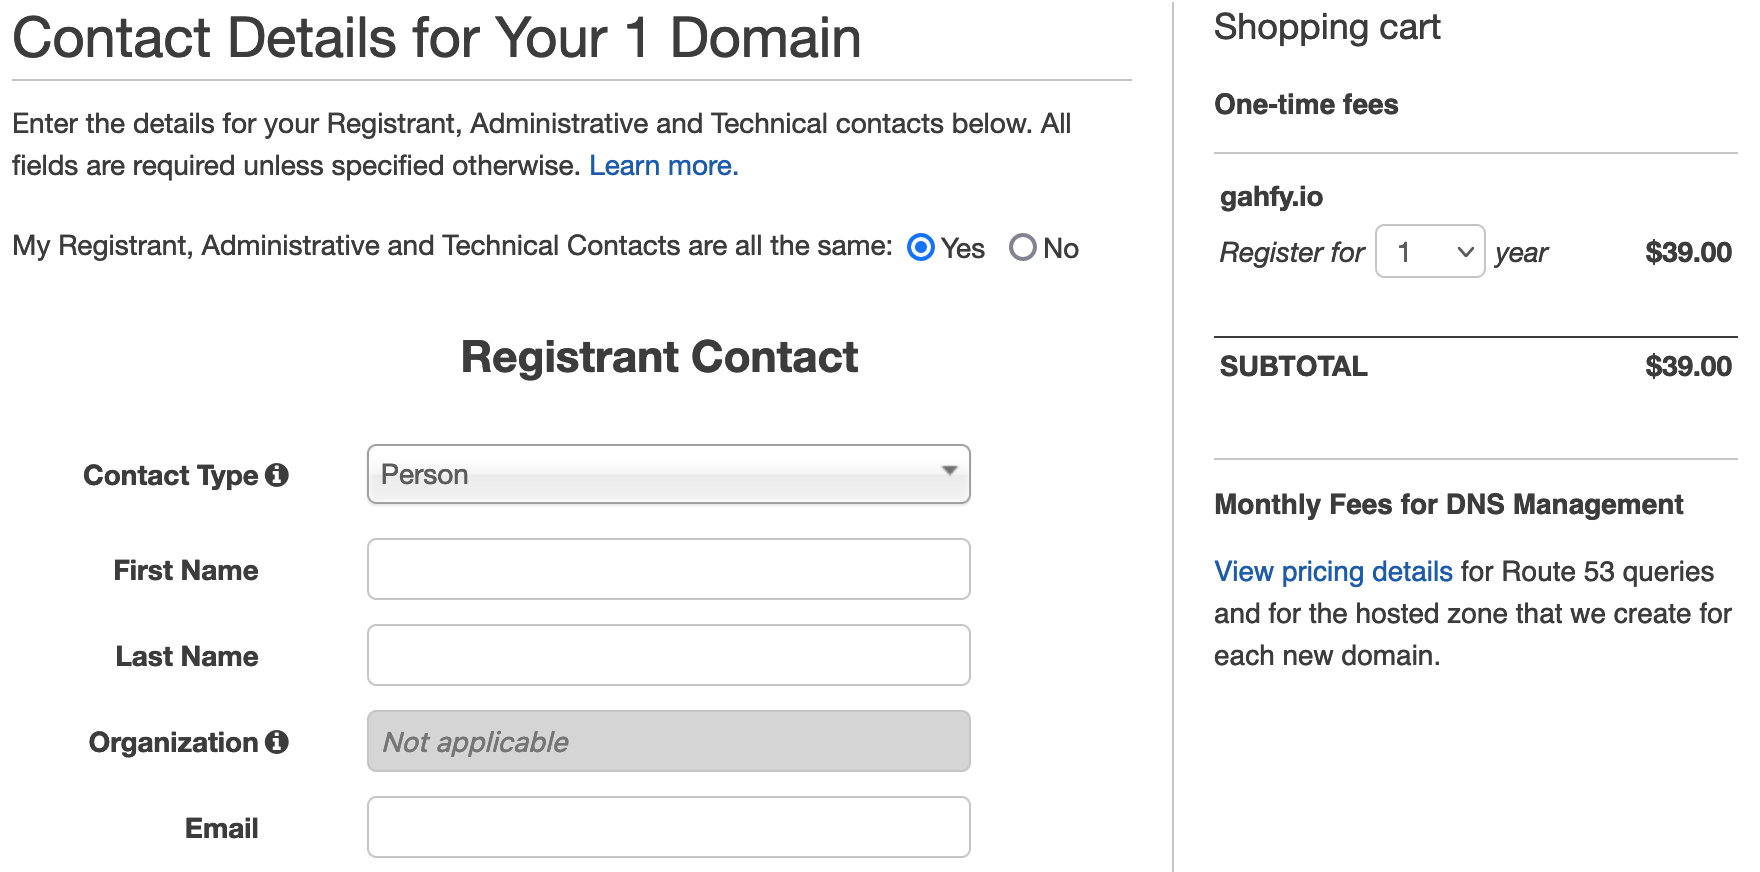 Contact Details for Your 1 Domain
Enter the details for your Registrant, Administrative and Technical contacts below. All
fields are required unless specified otherwise. Learn more.
My Registrant, Administrative and Technical Contacts are all the same: Yes No
Registrant Contact
Contact Type
Person
First Name
Last Name
Organization
Not applicable
Email
Shopping cart
One-time fees
gahfy.io
Register for 1 year $39.00
SUBTOTAL $39.00
Monthly Fees for DNS Management
View pricing details for Route 53 queries
and for the hosted zone that we create for
each new domain.